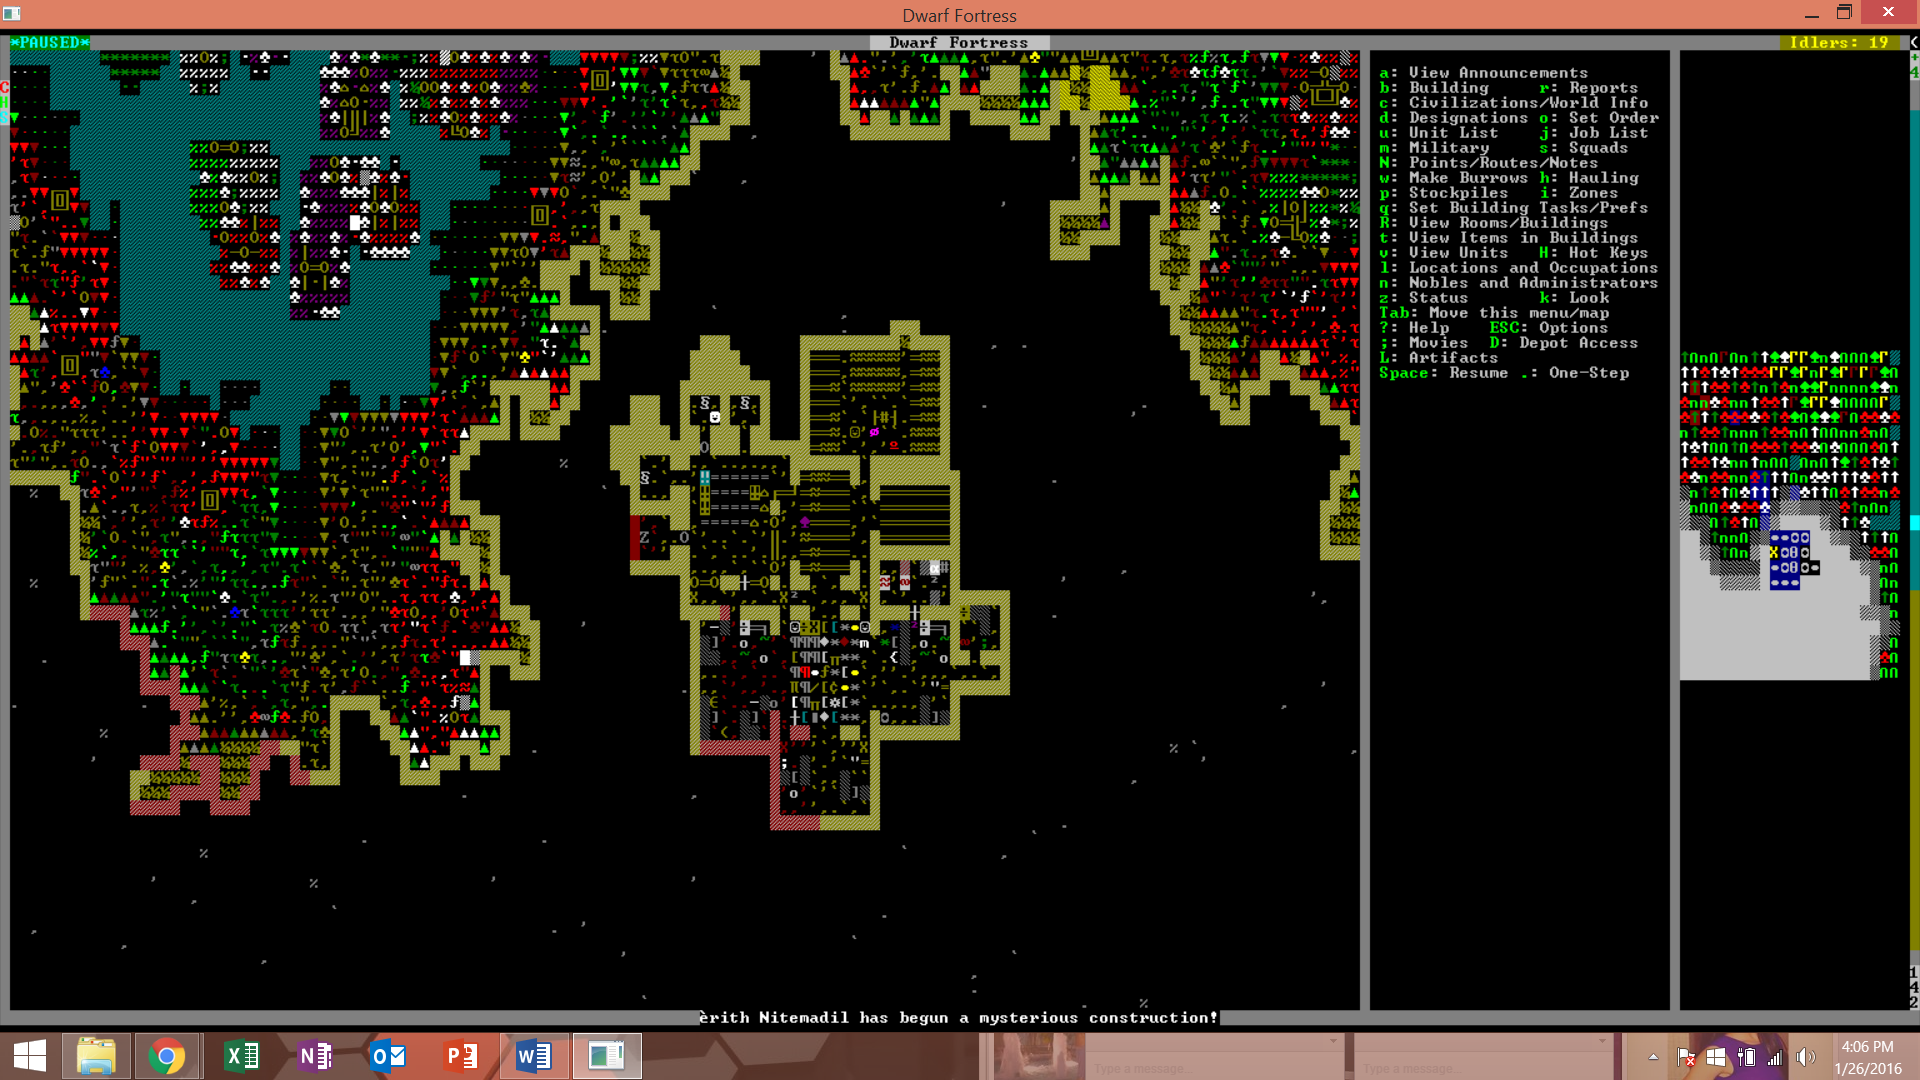 Dwarf Fortress
*PAUSED*
Dwarf Fortress
Idlers: 19
a: View Announcements
b: Building r: Reports
c: Civilizations/World Info
d: Designations o: Set Order
u: Unit List j: Job List
m: Military s: Squads
N: Points/Routes/Notes
w: Make Burrows h: Hauling
p: Stockpiles i: Zones
q: Set Building Tasks/Prefs
R: View Rooms/Buildings
t: View Items in Buildings
v: View Units H: Hot Keys
l: Locations and Occupations
n: Nobles and Administrators
z: Status k: Look
Tab: Move this menu/map
?: Help ESC: Options
;: Movies D: Depot Access
L: Artifacts
Space: Resume .: One-Step
èrith Nitemadil has begun a mysterious construction!
Type a message...
Type a message...
4:06 PM
1/26/2016